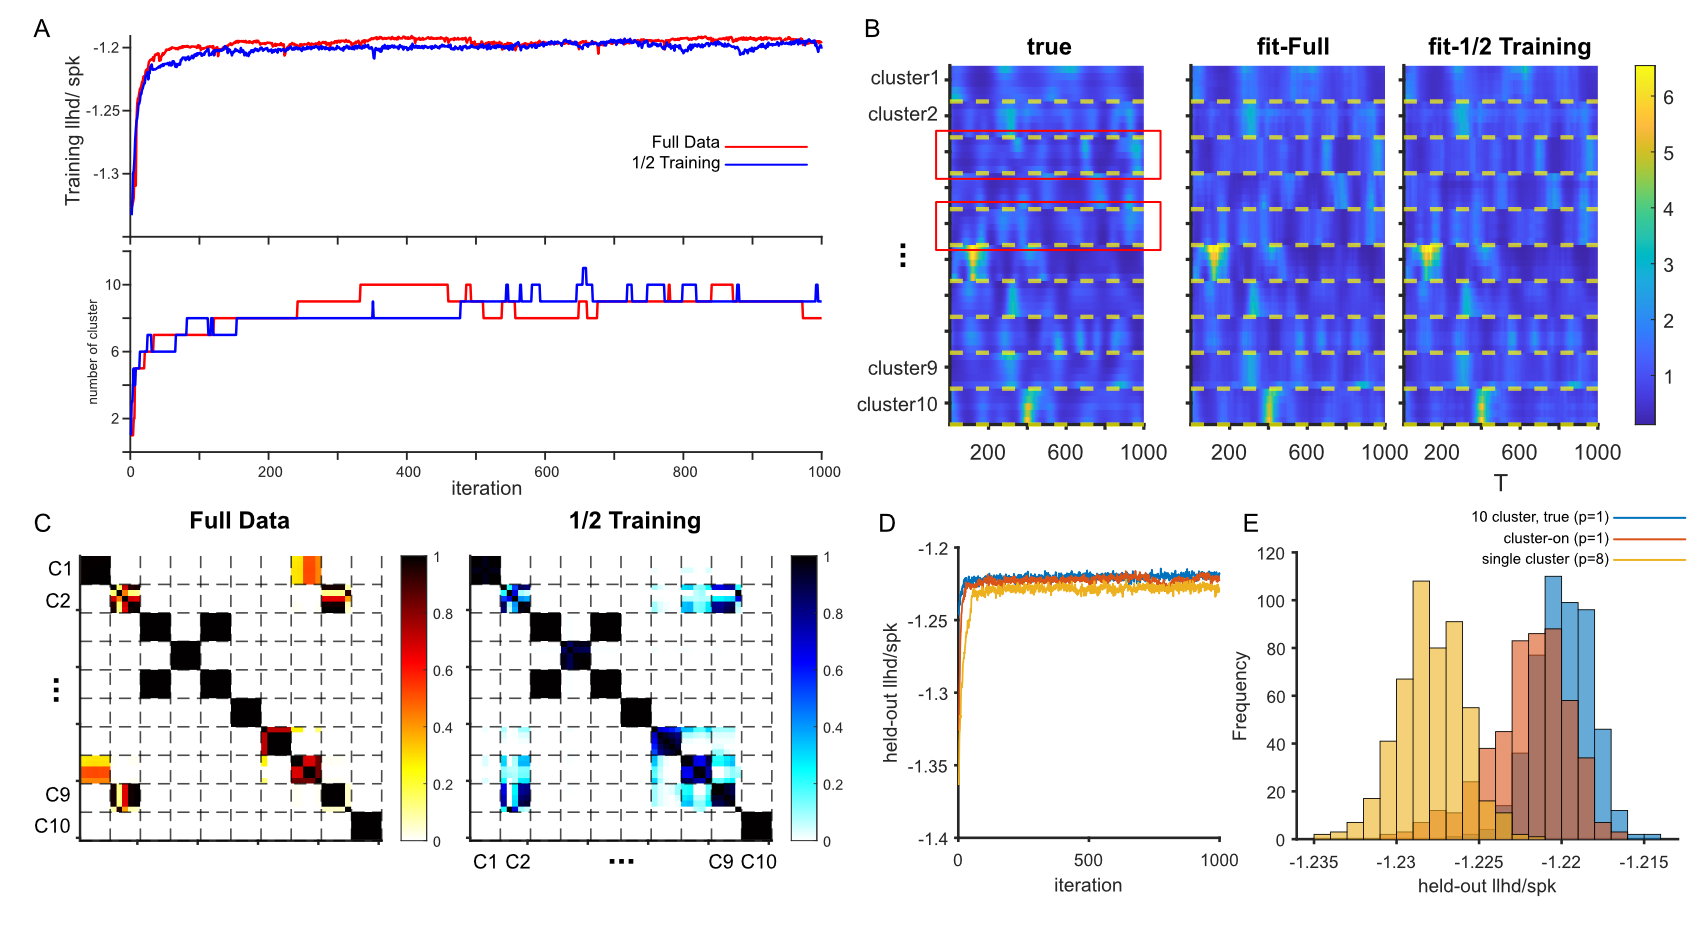 A
Training llhd/ spk
-1.2
-1.25
-1.3
Full Data
1/2 Training
number of cluster
10
6
2
0
200
400
600
800
1000
iteration
B
true
fit-Full
fit-1/2 Training
cluster1
cluster2
...
cluster9
cluster10
200
600
1000
200
600
1000
200
600
1000
T
6
5
4
3
2
1
C
Full Data
1/2 Training
C1
C2
...
C9
C10
1
0.8
0.6
0.4
0.2
0
1
0.8
0.6
0.4
0.2
0
C1 C2 ... C9 C10
D
held-out llhd/spk
-1.2
-1.25
-1.3
-1.35
-1.4
0
500
1000
iteration
E
10 cluster, true (p=1)
cluster-on (p=1)
single cluster (p=8)
Frequency
120
100
80
60
40
20
0
-1.235
-1.23
-1.225
-1.22
-1.215
held-out llhd/spk